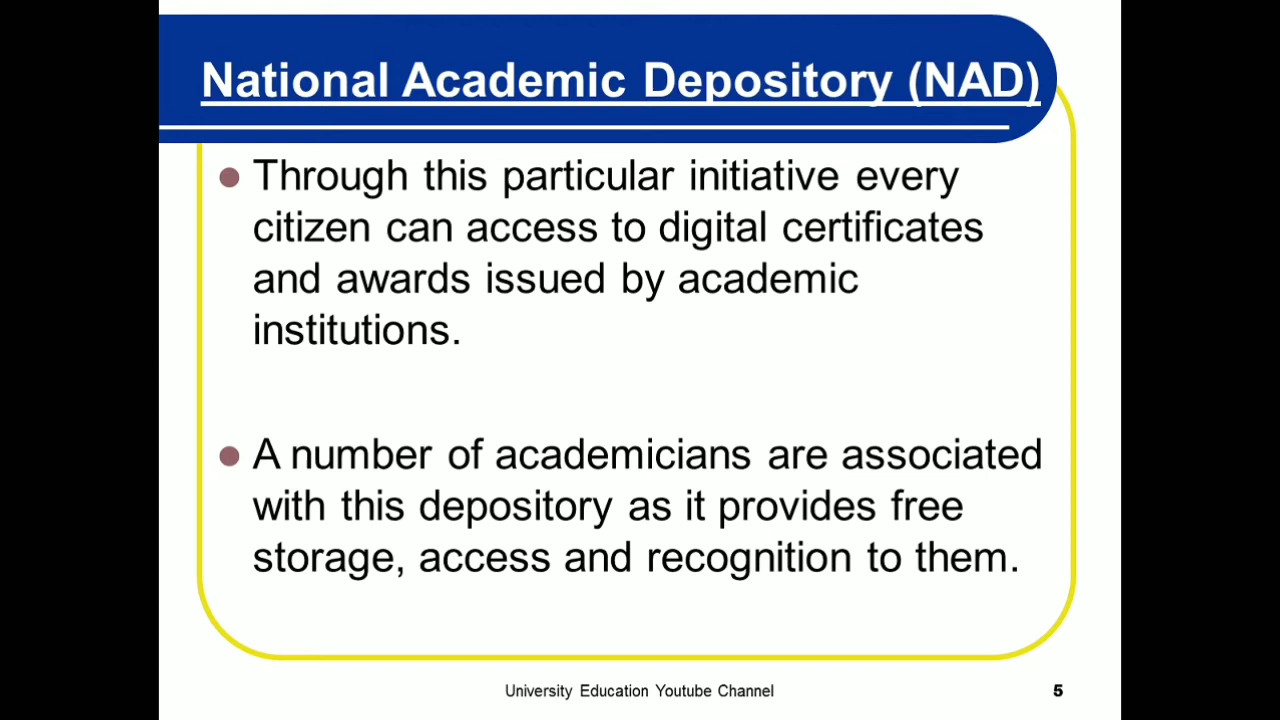 National Academic Depository (NAD)
Through this particular initiative every
citizen can access to digital certificates
and awards issued by academic
institutions.
A number of academicians are associated
with this depository as it provides free
storage, access and recognition to them.
University Education Youtube Channel
5